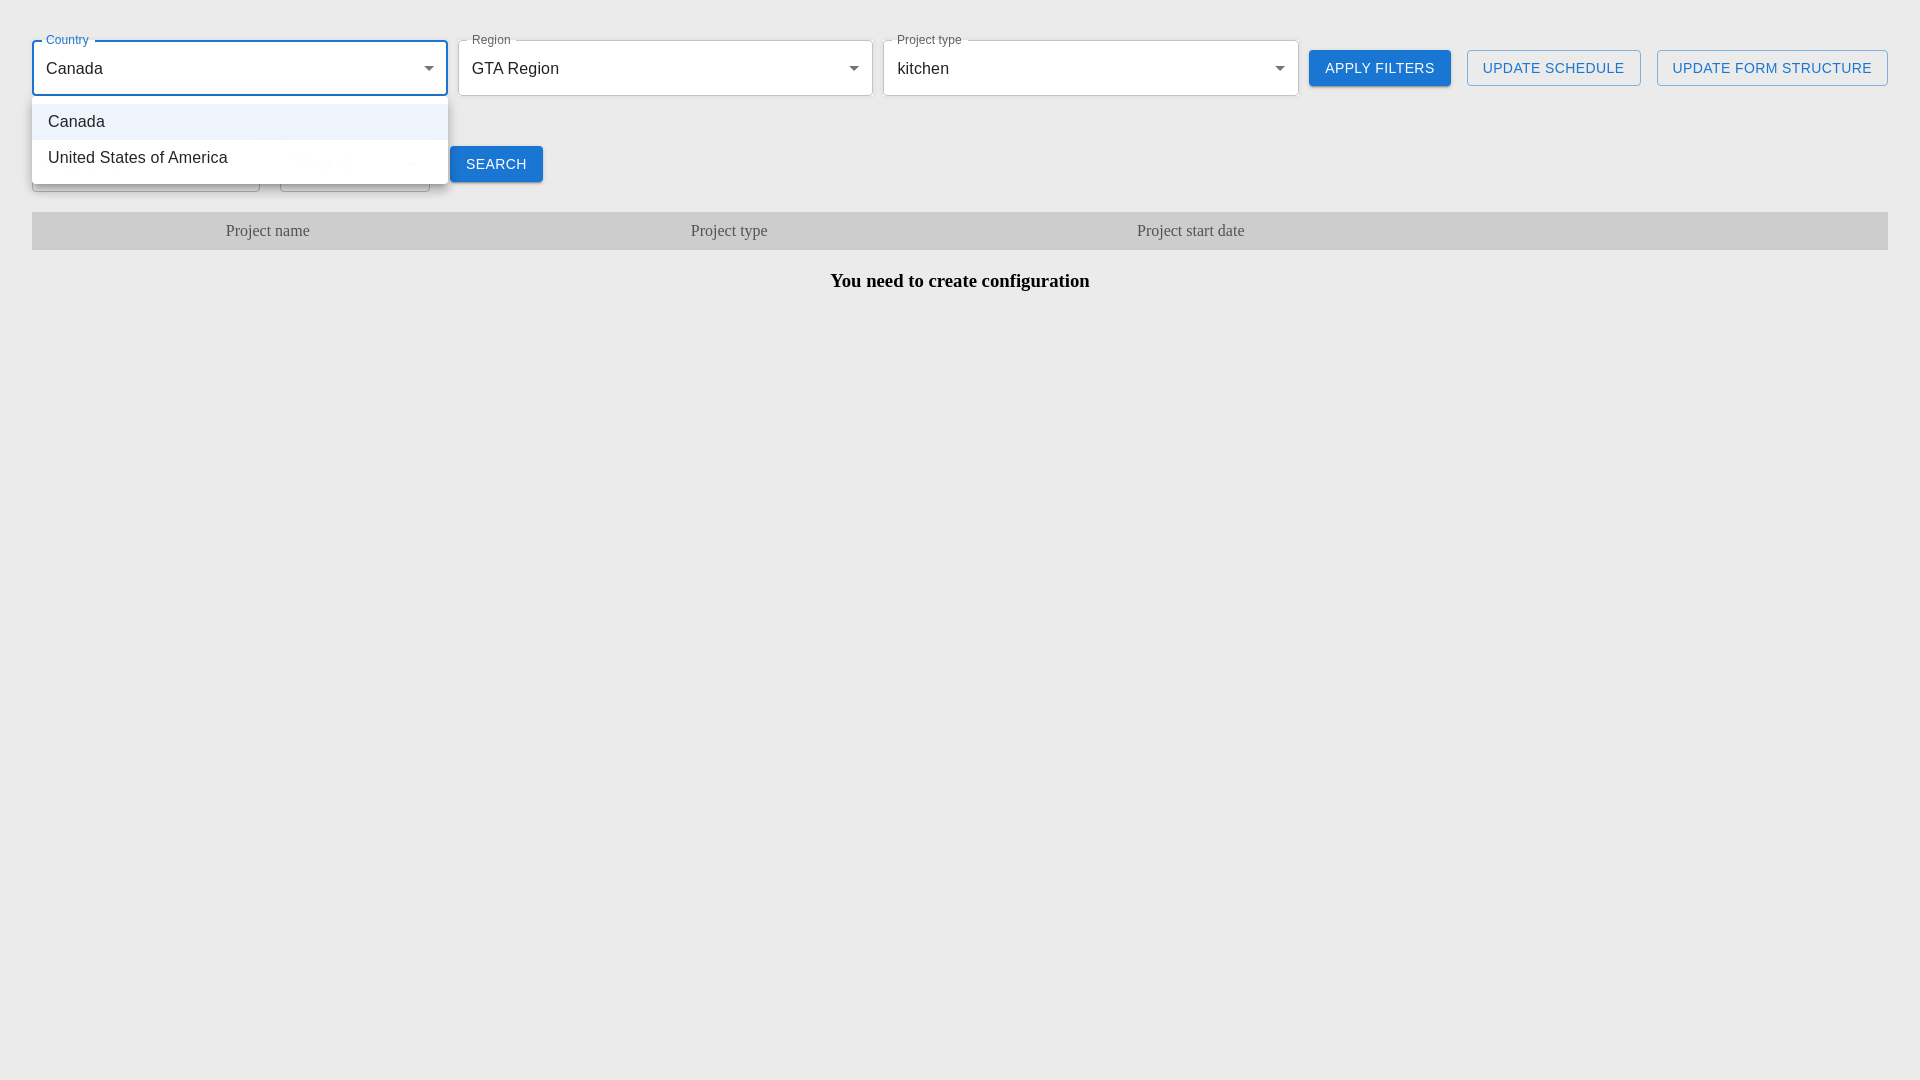 Country
Region
Project type
Canada
GTA Region
kitchen
APPLY FILTERS
UPDATE SCHEDULE
UPDATE FORM STRUCTURE
Canada
United States of America
SEARCH
Project name
Project type
Project start date
You need to create configuration